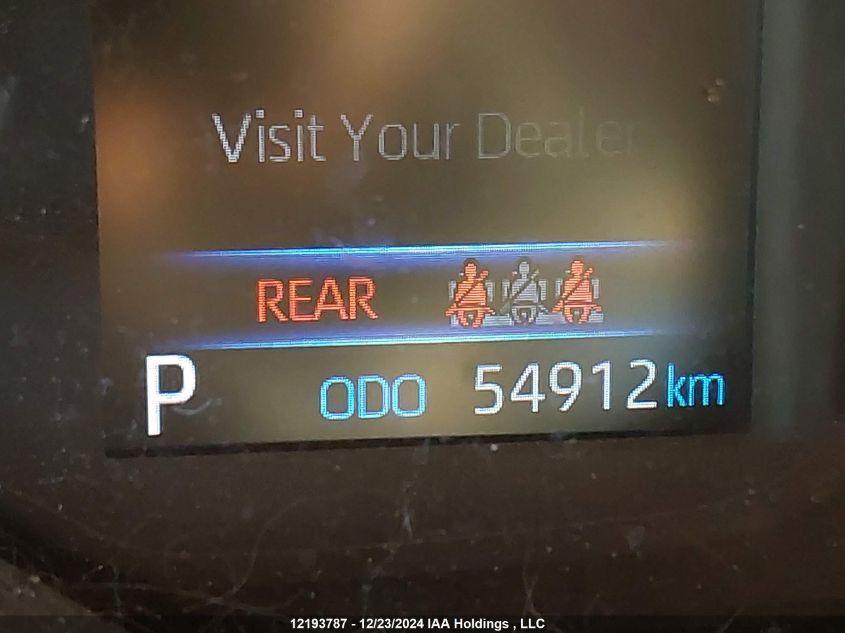 Visit Your Dealer
REAR
P ODO 54912 km
12193787 - 12/23/2024 IAA Holdings , LLC